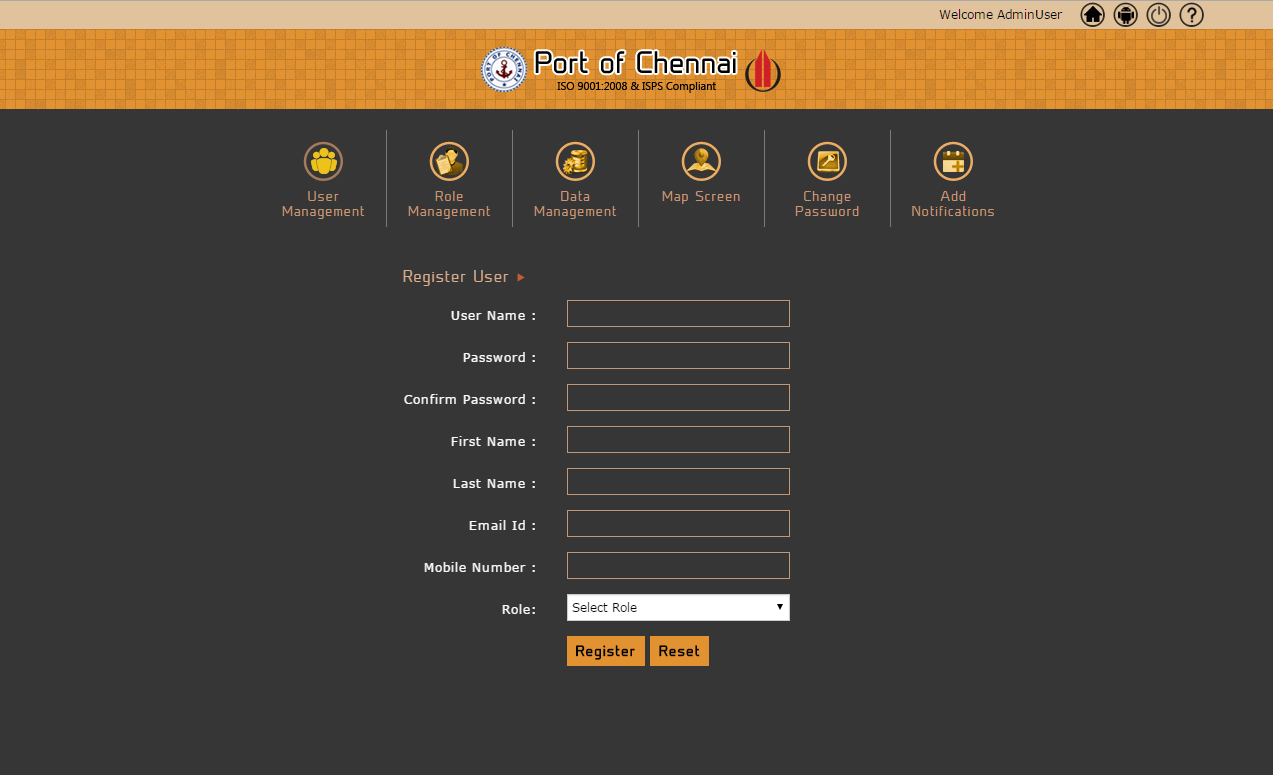 Welcome AdminUser
PORT OF CHENNAI
Port of Chennai
ISO 9001:2008 & ISPS Compliant
User
Management
Role
Management
Data
Management
Map Screen
Change
Password
Add
Notifications
Register User
User Name :
Password :
Confirm Password :
First Name :
Last Name :
Email Id :
Mobile Number :
Role:
Select Role
Register
Reset